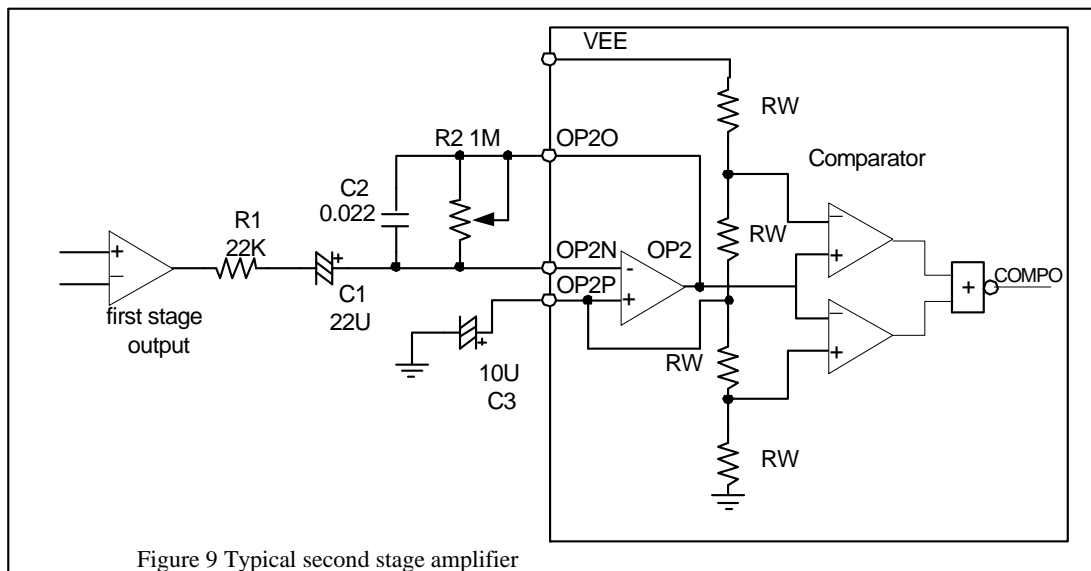 VEE
RW
R2 1M
OP2O
Comparator
C2
0.022
R1
22K
RW
OP2N
OP2
OP2P
C1
22U
first stage
output
COMPO
RW
10U
C3
RW
Figure 9 Typical second stage amplifier